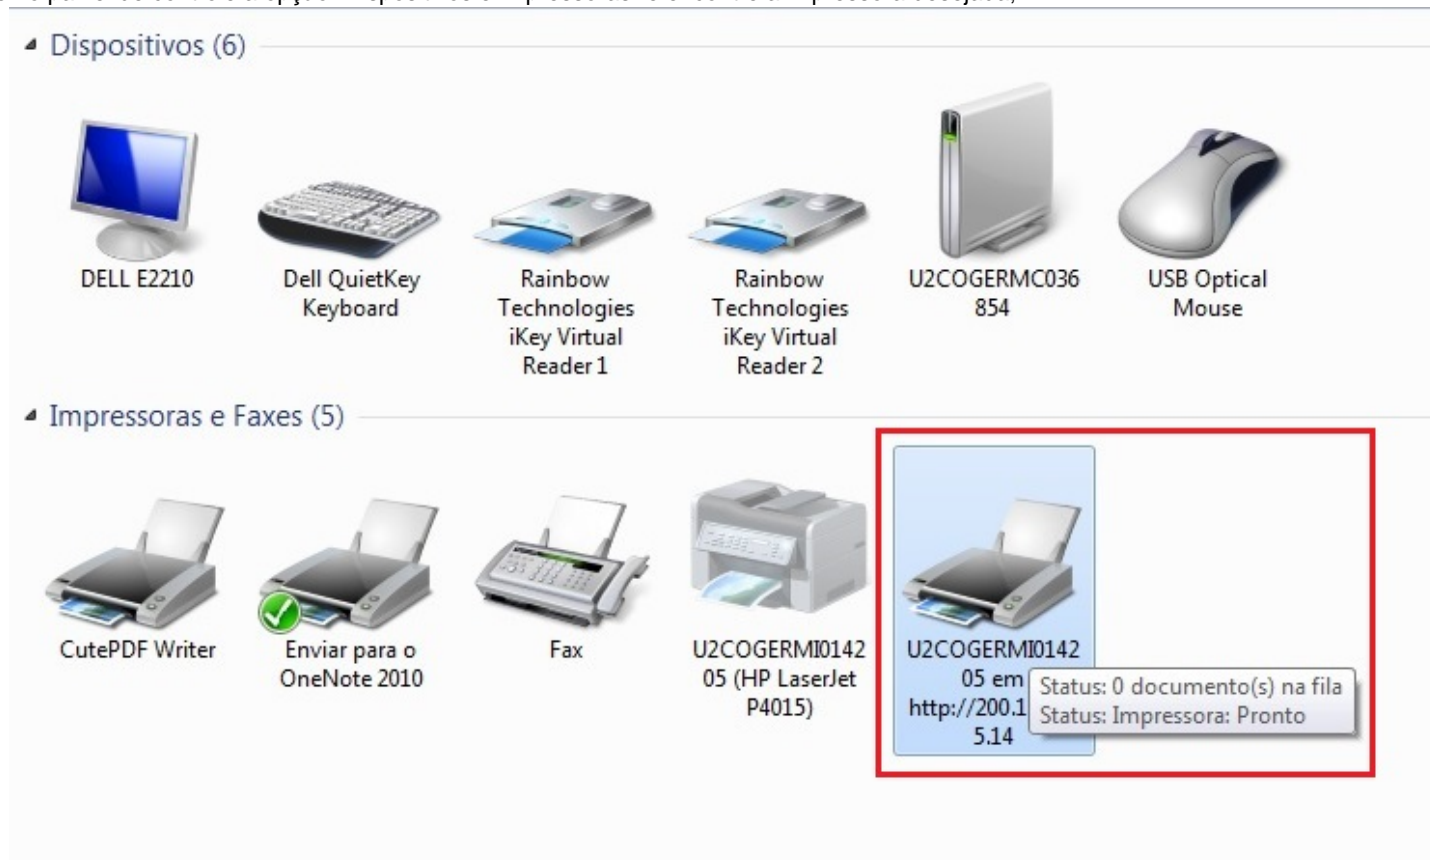 Dispositivos (6)
DELL E2210
Dell QuietKey
Keyboard
Rainbow
Technologies
iKey Virtual
Reader 1
Rainbow
Technologies
iKey Virtual
Reader 2
U2COGERMC036
854
USB Optical
Mouse
Impressoras e Faxes (5)
CutePDF Writer
Enviar para o
OneNote 2010
Fax
U2COGERMI0142
05 (HP LaserJet
P4015)
U2COGERMI0142
05 em
http://200.1
5.14
Status: 0 documento(s) na fila
Status: Impressora: Pronto